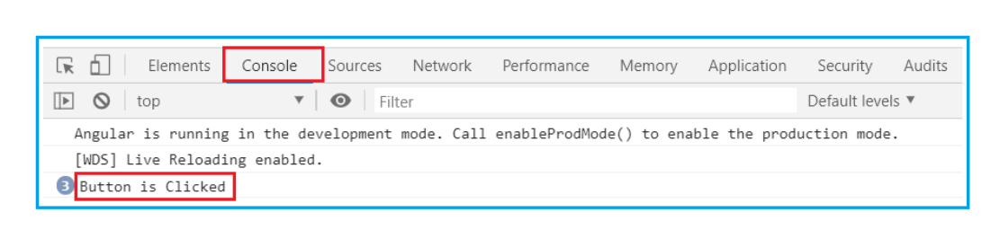 Elements Console Sources Network Performance Memory Application Security Audits
top Filter Default levels
Angular is running in the development mode. Call enableProdMode() to enable the production mode.
[WDS] Live Reloading enabled.
3 Button is Clicked